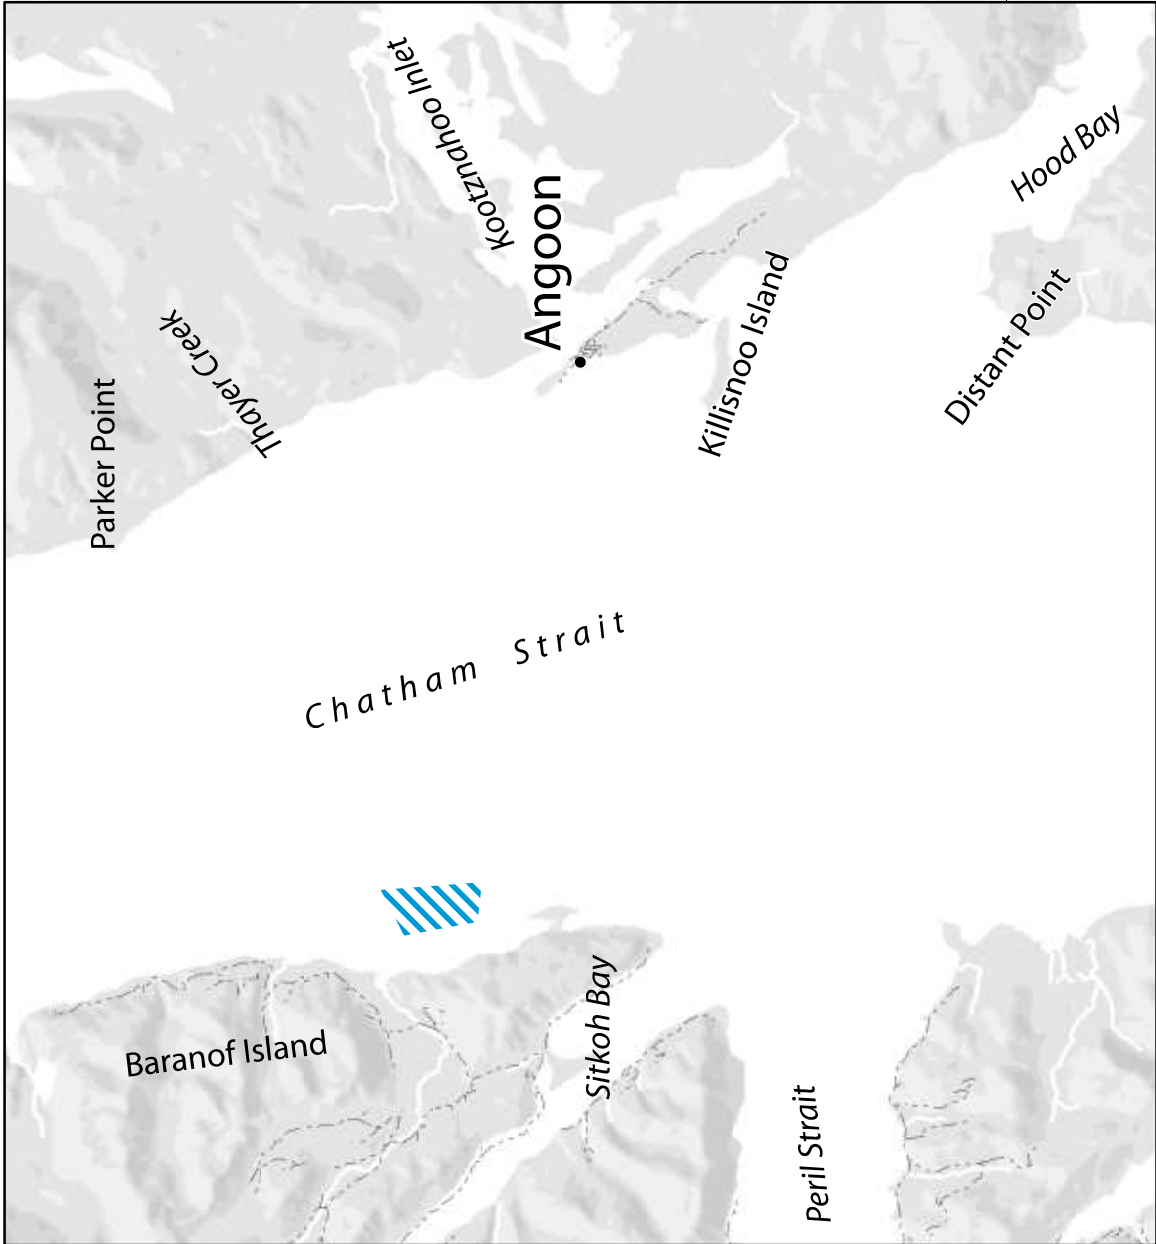 Kootznahoo Inlet
Hood Bay
Angoon
Killisnoo Island
Distant Point
Thayer Creek
Parker Point
Chatham Strait
Sitkoh Bay
Baranof Island
Peril Strait